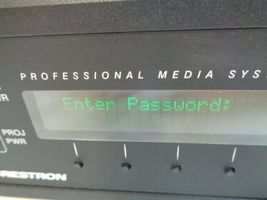 PROFESSIONAL MEDIA SYS
Enter Password:
PROJ
PWR
RESTRON